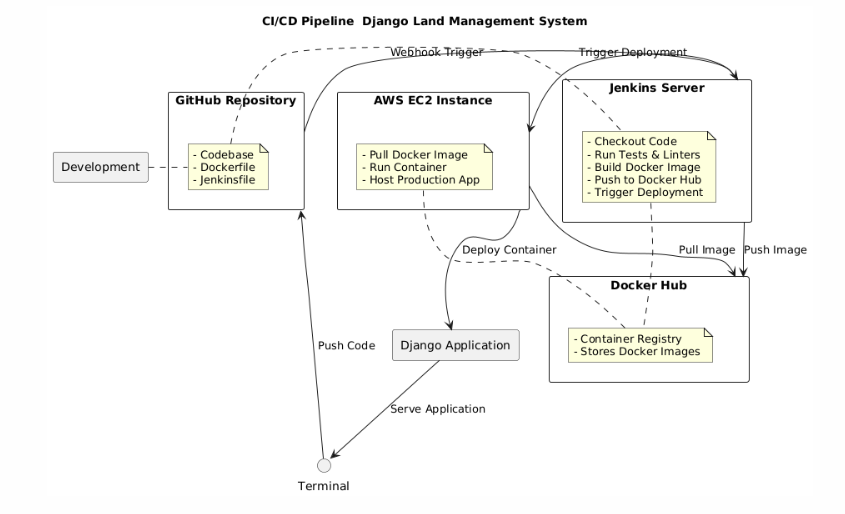 CI/CD Pipeline  Django Land Management System
Webhook Trigger
Trigger Deployment
GitHub Repository
- Codebase
- Dockerfile
- Jenkinsfile
AWS EC2 Instance
- Pull Docker Image
- Run Container
- Host Production App
Jenkins Server
- Checkout Code
- Run Tests & Linters
- Build Docker Image
- Push to Docker Hub
- Trigger Deployment
Development
Deploy Container
Pull Image
Push Image
Docker Hub
- Container Registry
- Stores Docker Images
Push Code
Django Application
Serve Application
Terminal